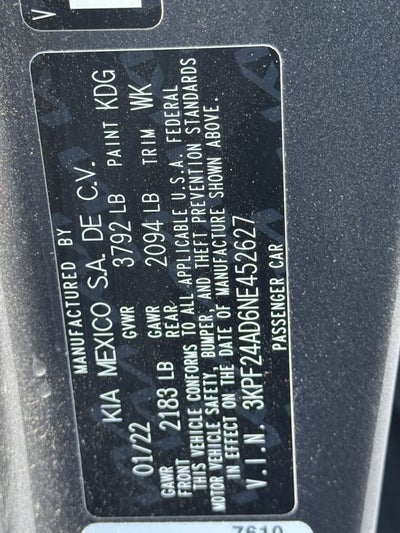 V
MANUFACTURED BY
KIA MEXICO S.A. DE C.V.
01/22 GVWR 3792 LB PAINT KDG
GAWR FRONT 2183 LB GAWR REAR 2094 LB TRIM WK
THIS VEHICLE CONFORMS TO ALL APPLICABLE U.S.A. FEDERAL
MOTOR VEHICLE SAFETY, BUMPER, AND THEFT PREVENTION STANDARDS
IN EFFECT ON THE DATE OF MANUFACTURE SHOWN ABOVE.
V.I.N. 3KPF24AD6NE452627
PASSENGER CAR
7610